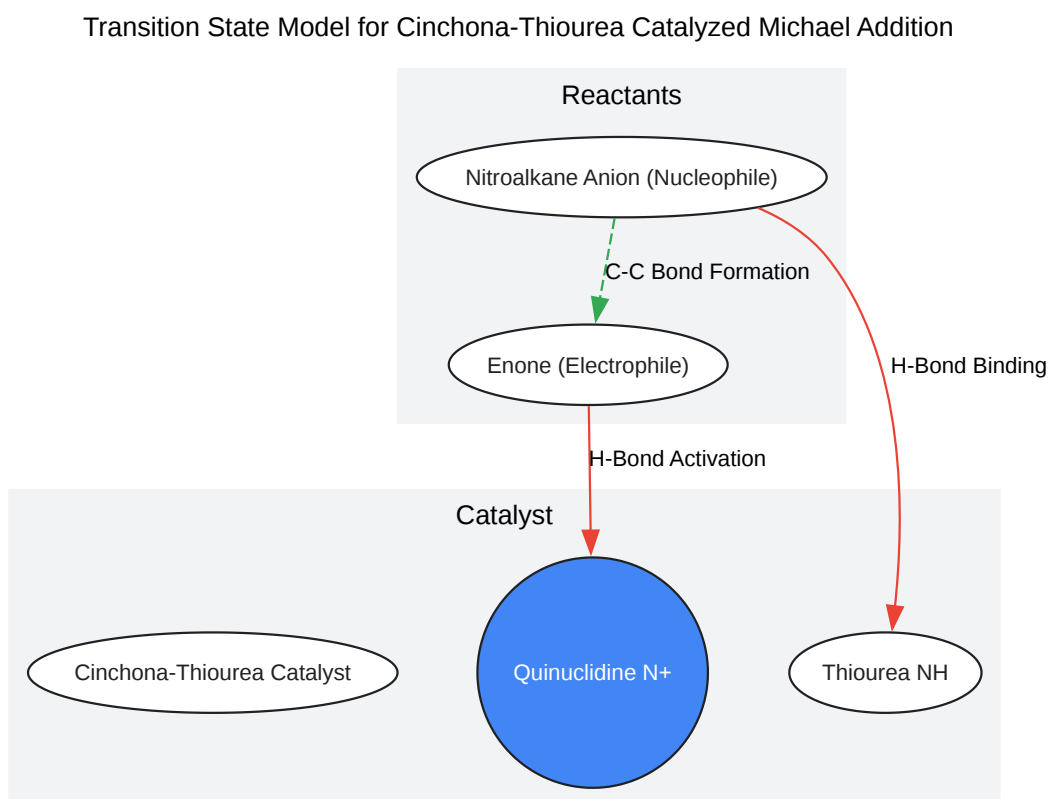 Transition State Model for Cinchona-Thiourea Catalyzed Michael Addition
Reactants
Nitroalkane Anion (Nucleophile)
C-C Bond Formation
Enone (Electrophile)
H-Bond Binding
H-Bond Activation
Catalyst
Cinchona-Thiourea Catalyst
Quinuclidine N+
Thiourea NH